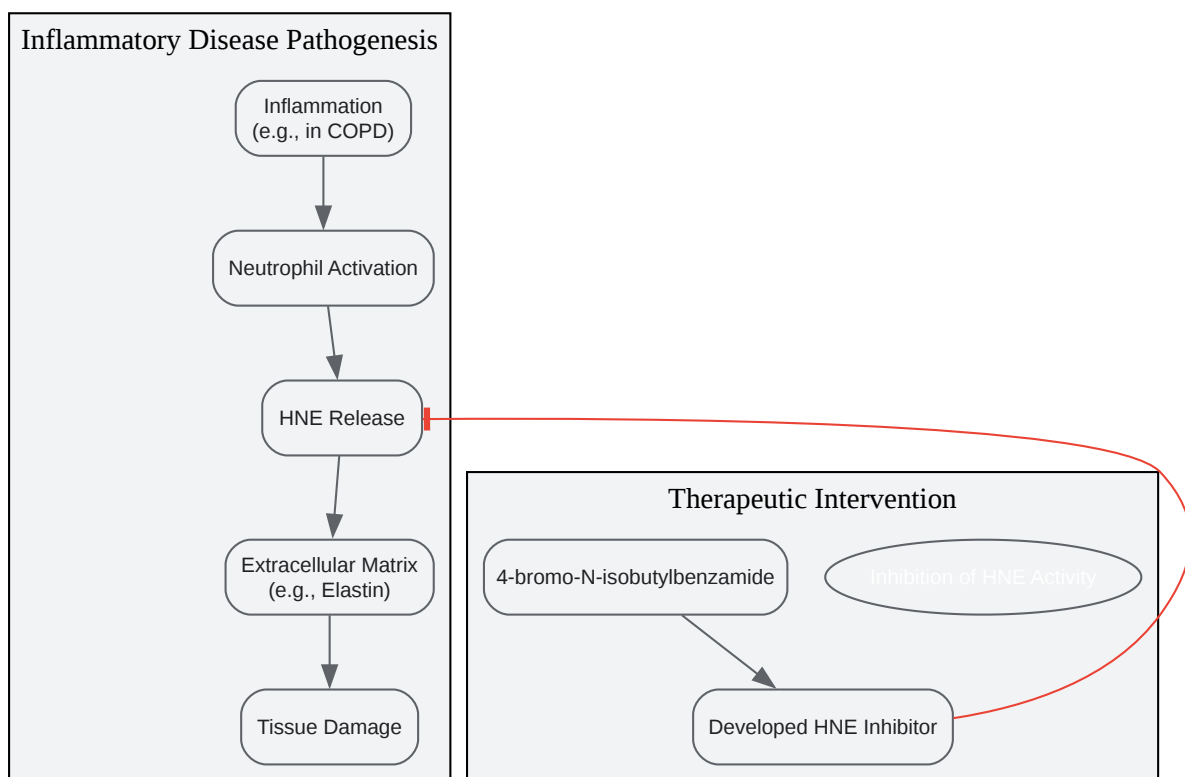 Inflammatory Disease Pathogenesis
Inflammation
(e.g., in COPD)
Neutrophil Activation
HNE Release
Extracellular Matrix
(e.g., Elastin)
Tissue Damage
Therapeutic Intervention
4-bromo-N-isobutylbenzamide
Inhibition of HNE Activity
Developed HNE Inhibitor